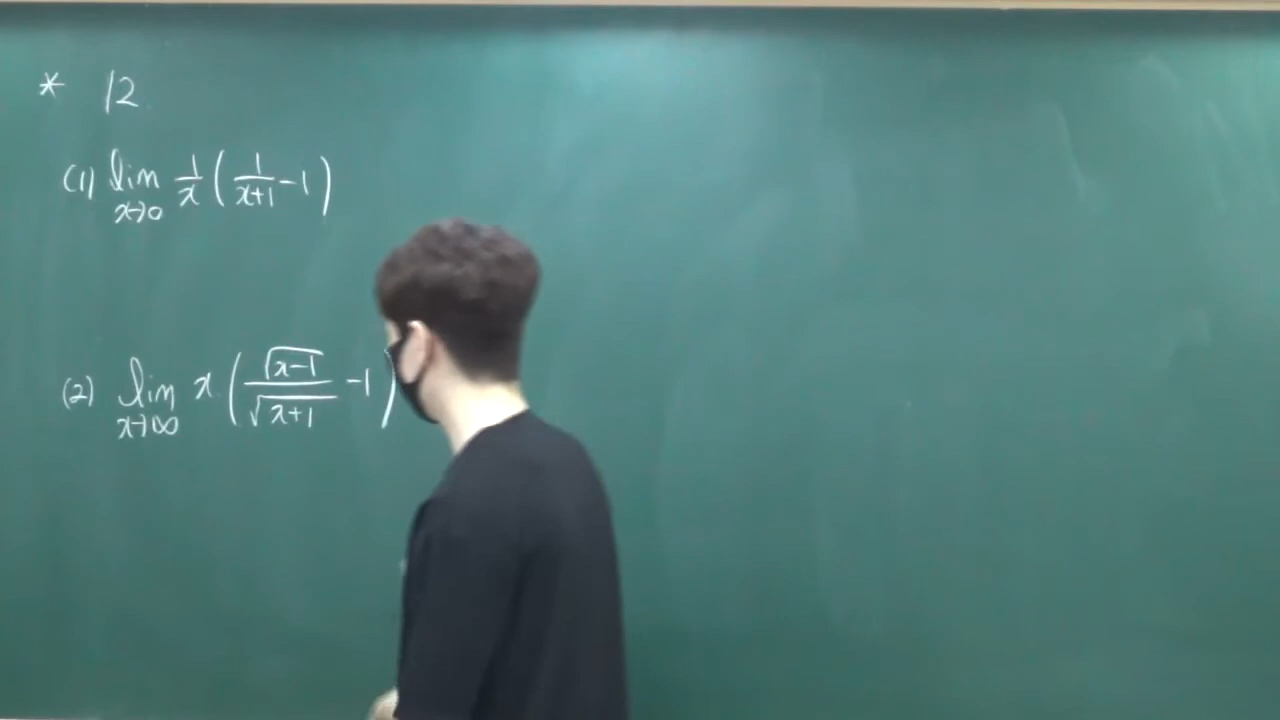 * 12.
(1) lim x→0 1/x ( 1/(x+1) - 1 )
(2) lim x→∞ x ( √(x-1) / √(x+1) - 1 )